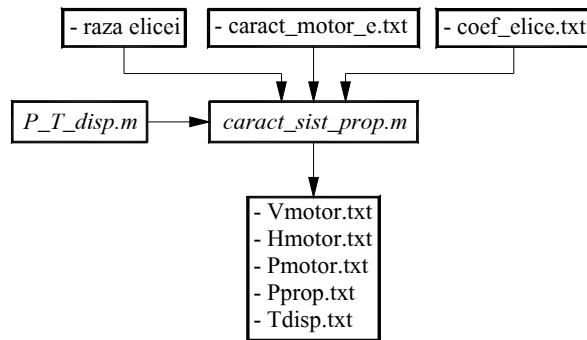 - raza elicei
- caract_motor_e.txt
- coef_elice.txt
P_T_disp.m
caract_sist_prop.m
- Vmotor.txt
- Hmotor.txt
- Pmotor.txt
- Pprop.txt
- Tdisp.txt